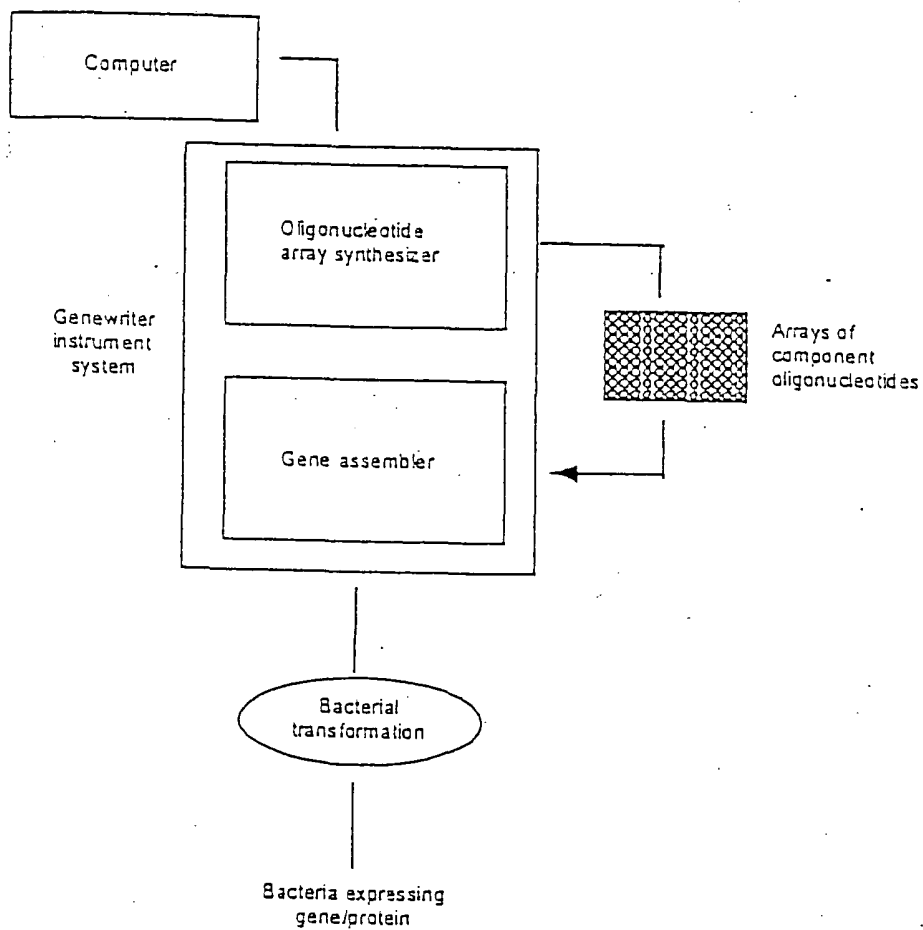 Computer
Oligonucleotide
array synthesizer
Genewriter
instrument
system
Arrays of
component
oligonucleotides
Gene assembler
Bacterial
transformation
Bacteria expressing
gene/protein